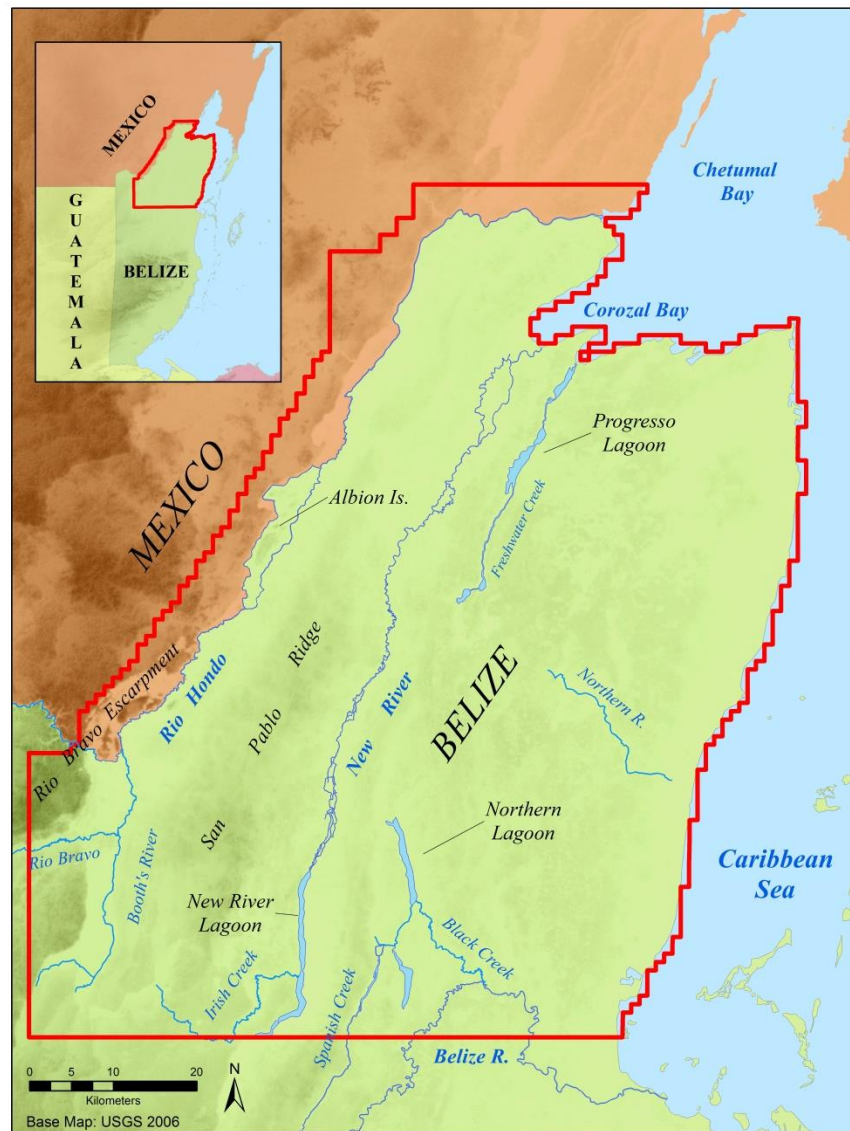 MEXICO
GUATEMALA
BELIZE
Chetumal
Bay
Corozal Bay
Progresso
Lagoon
MEXICO
Albion Is.
Freshwater Creek
Rio Bravo Escarpment
Rio Hondo
San Pablo Ridge
New River
BELIZE
Northern R.
Northern
Lagoon
Rio Bravo
Booth's River
New River
Lagoon
Caribbean
Sea
Black Creek
Irish Creek
Spanish Creek
Belize R.
0 5 10 20
Kilometers
N
Base Map: USGS 2006